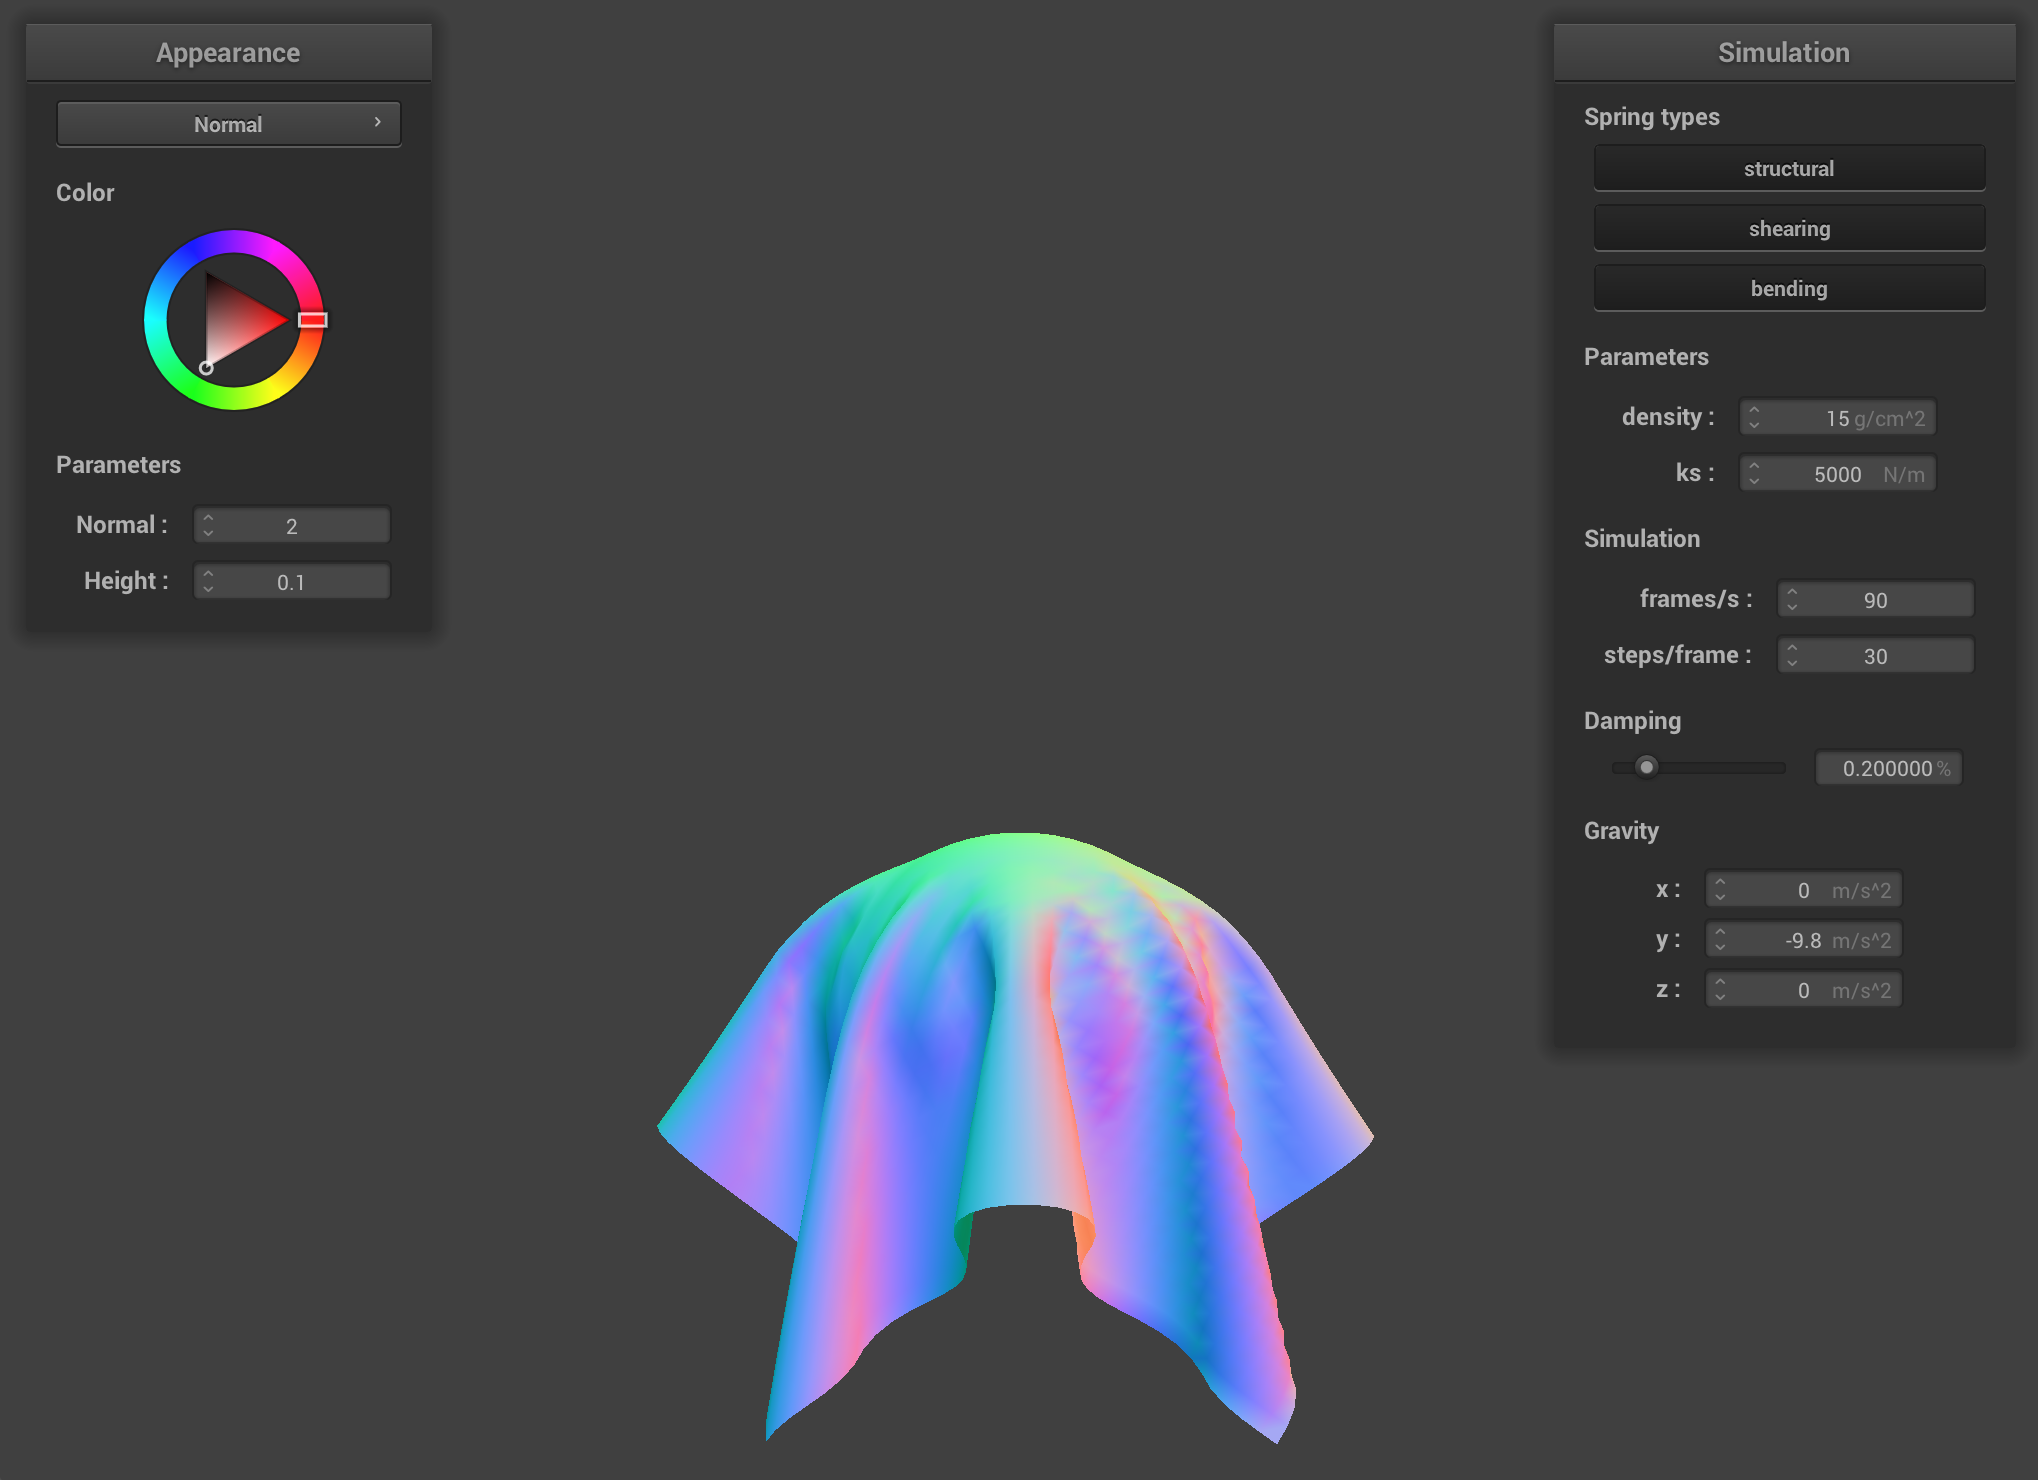 Appearance
Normal
Color
Parameters
Normal : 2
Height : 0.1
Simulation
Spring types
structural
shearing
bending
Parameters
density : 15 g/cm^2
ks : 5000 N/m
Simulation
frames/s : 90
steps/frame : 30
Damping
0.200000 %
Gravity
x : 0 m/s^2
y : -9.8 m/s^2
z : 0 m/s^2